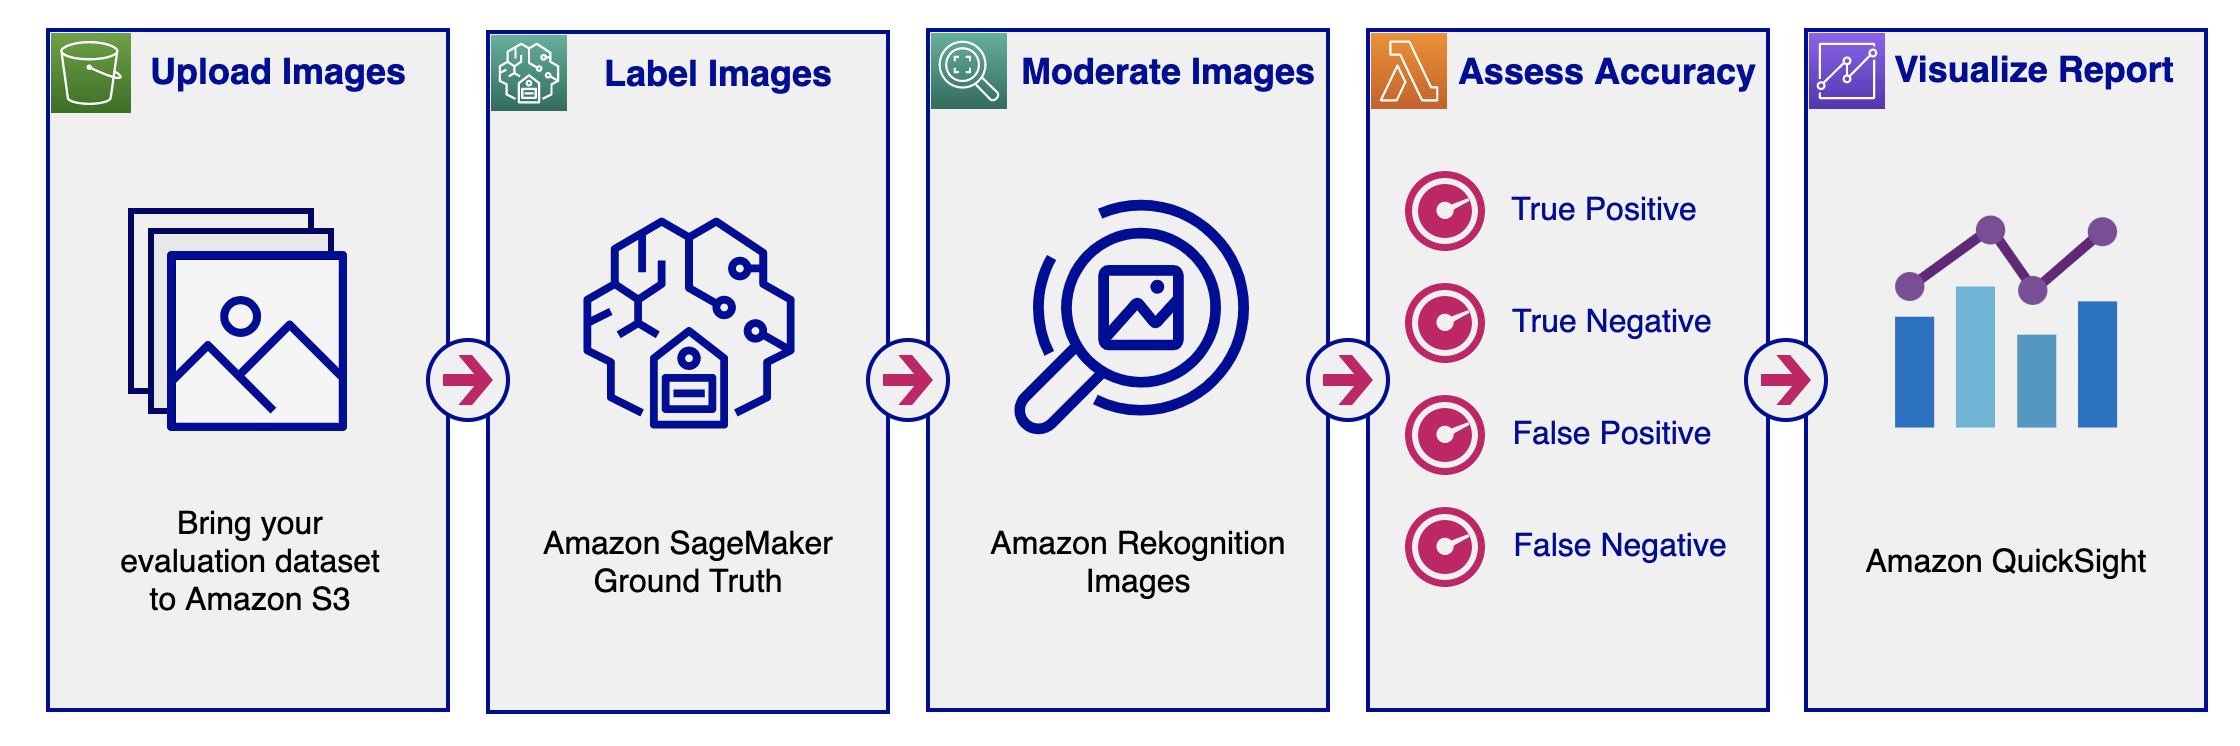 Upload Images
Bring your
evaluation dataset
to Amazon S3
Label Images
Amazon SageMaker
Ground Truth
Moderate Images
Amazon Rekognition
Images
Assess Accuracy
True Positive
True Negative
False Positive
False Negative
Visualize Report
Amazon QuickSight